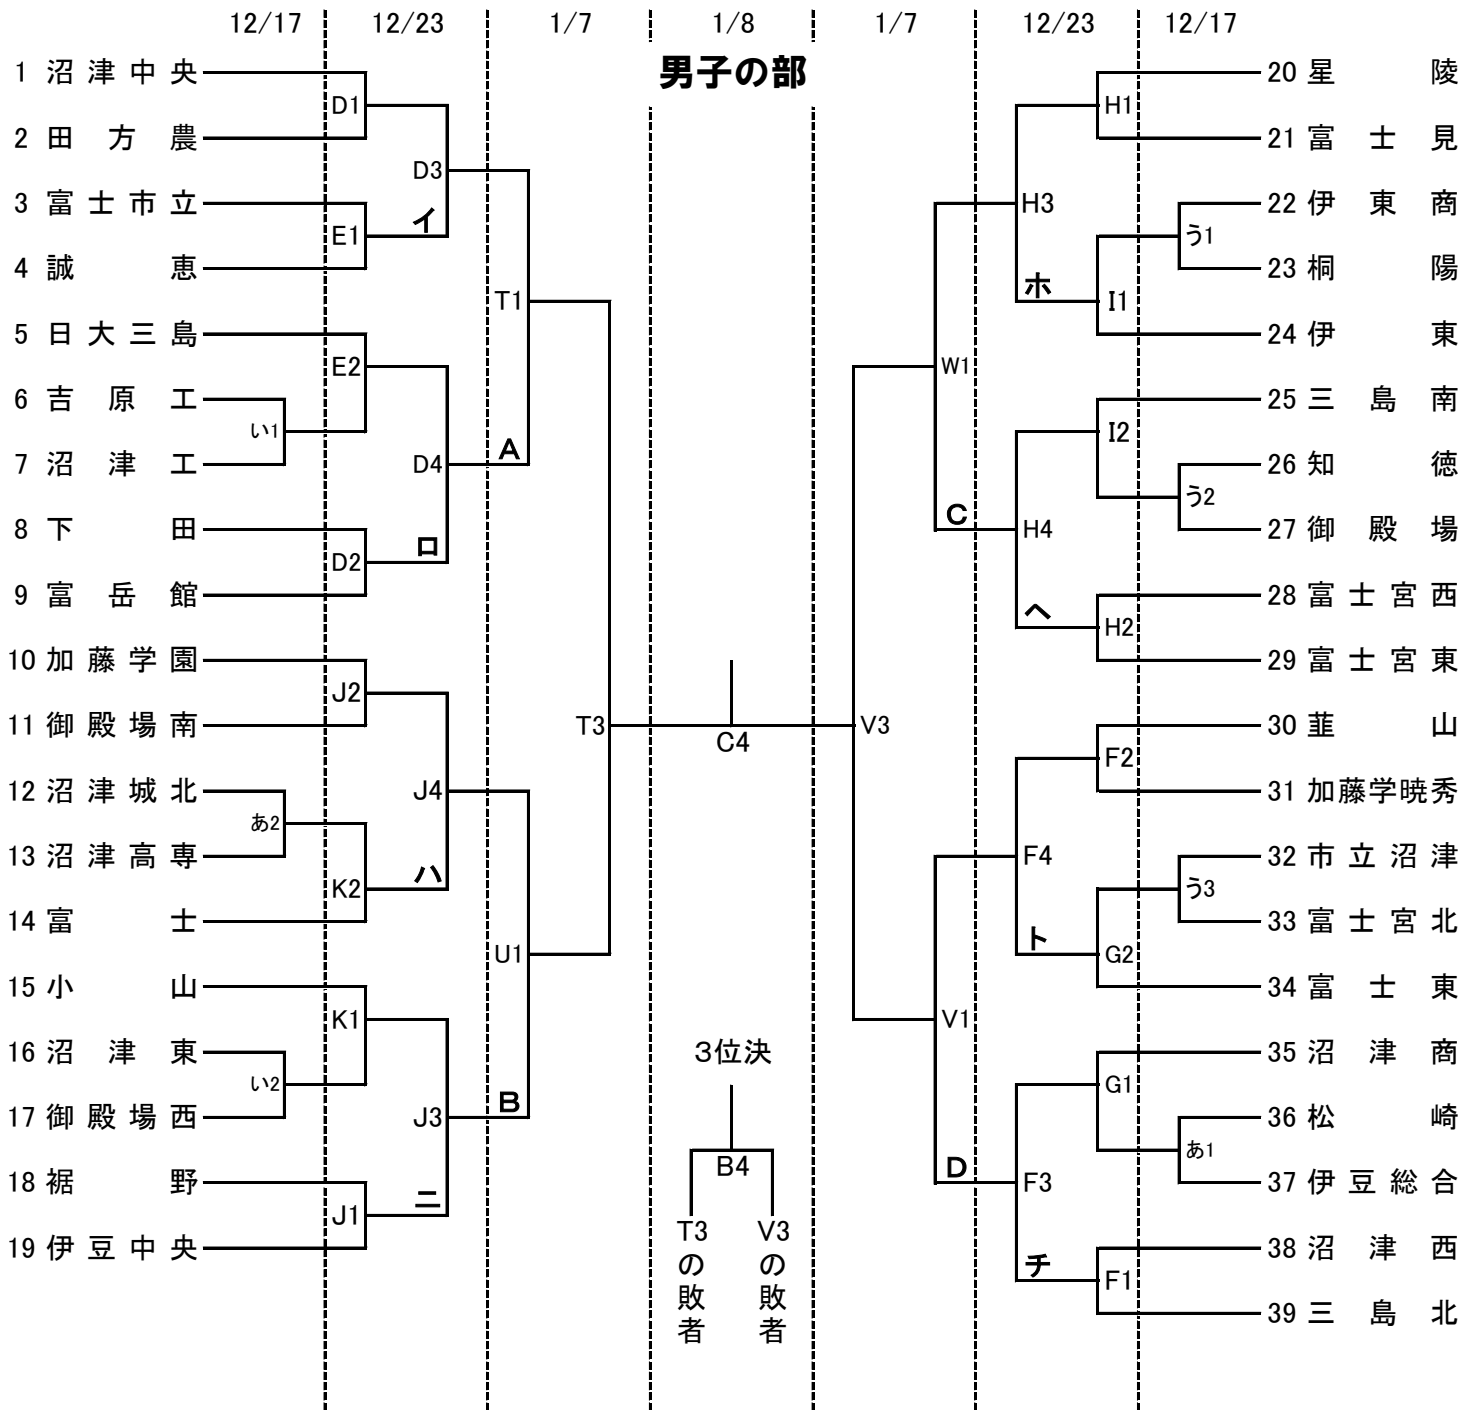 12/17 12/23 1/7 1/8 1/7 12/23 12/17
男子の部
1 沼津中央
2 田方農
3 富士市立
4 誠恵
5 日大三島
6 吉原工
7 沼津工
8 下田
9 富岳館
10 加藤学園
11 御殿場南
12 沼津城北
13 沼津高専
14 富士
15 小山
16 沼津東
17 御殿場西
18 裾野
19 伊豆中央
い1
あ2
い2
D1
E1
E2
D2
J2
K2
K1
J1
D3
イ
D4
ロ
J4
ハ
J3
ニ
T1
A
U1
B
T3
C4
3位決
B4
T3の敗者
V3の敗者
V3
W1
C
V1
D
H3
ホ
H4
ヘ
F4
ト
F3
チ
H1
I1
I2
H2
F2
G2
G1
F1
う1
う2
う3
あ1
20 星陵
21 富士見
22 伊東商
23 桐陽
24 伊東
25 三島南
26 知徳
27 御殿場
28 富士宮西
29 富士宮東
30 韮山
31 加藤学暁秀
32 市立沼津
33 富士宮北
34 富士東
35 沼津商
36 松崎
37 伊豆総合
38 沼津西
39 三島北